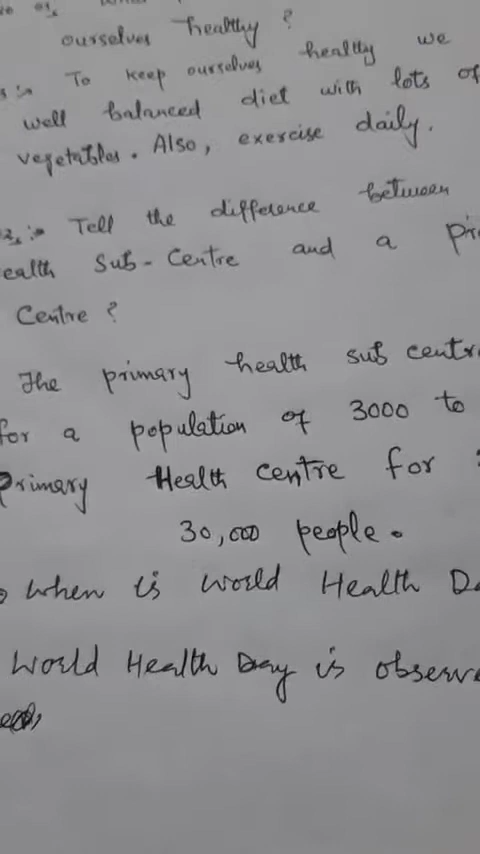 ourselves healthy ?
To keep ourselves healthy we
well balanced diet with lots of
vegetables. Also, exercise daily.
Tell the difference between
ealth Sub-Centre and a Pri
Centre ?
The primary health sub centr
for a population of 3000 to
Primary Health centre for
30,000 people.
When is World Health D
World Health Day is observe